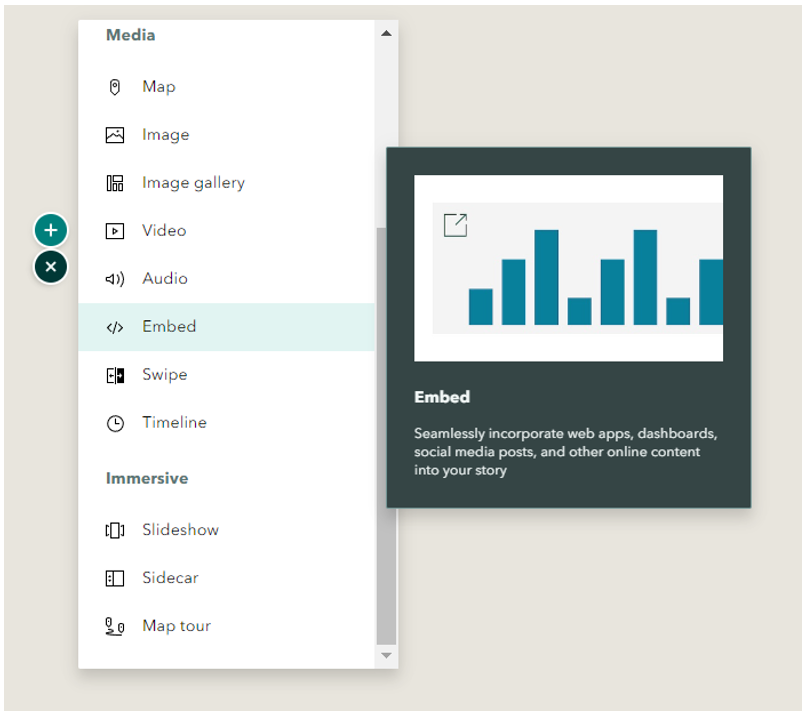 Media
Map
Image
Image gallery
Video
Audio
Embed
Swipe
Timeline
Immersive
Slideshow
Sidecar
Map tour
Embed
Seamlessly incorporate web apps, dashboards,
social media posts, and other online content
into your story